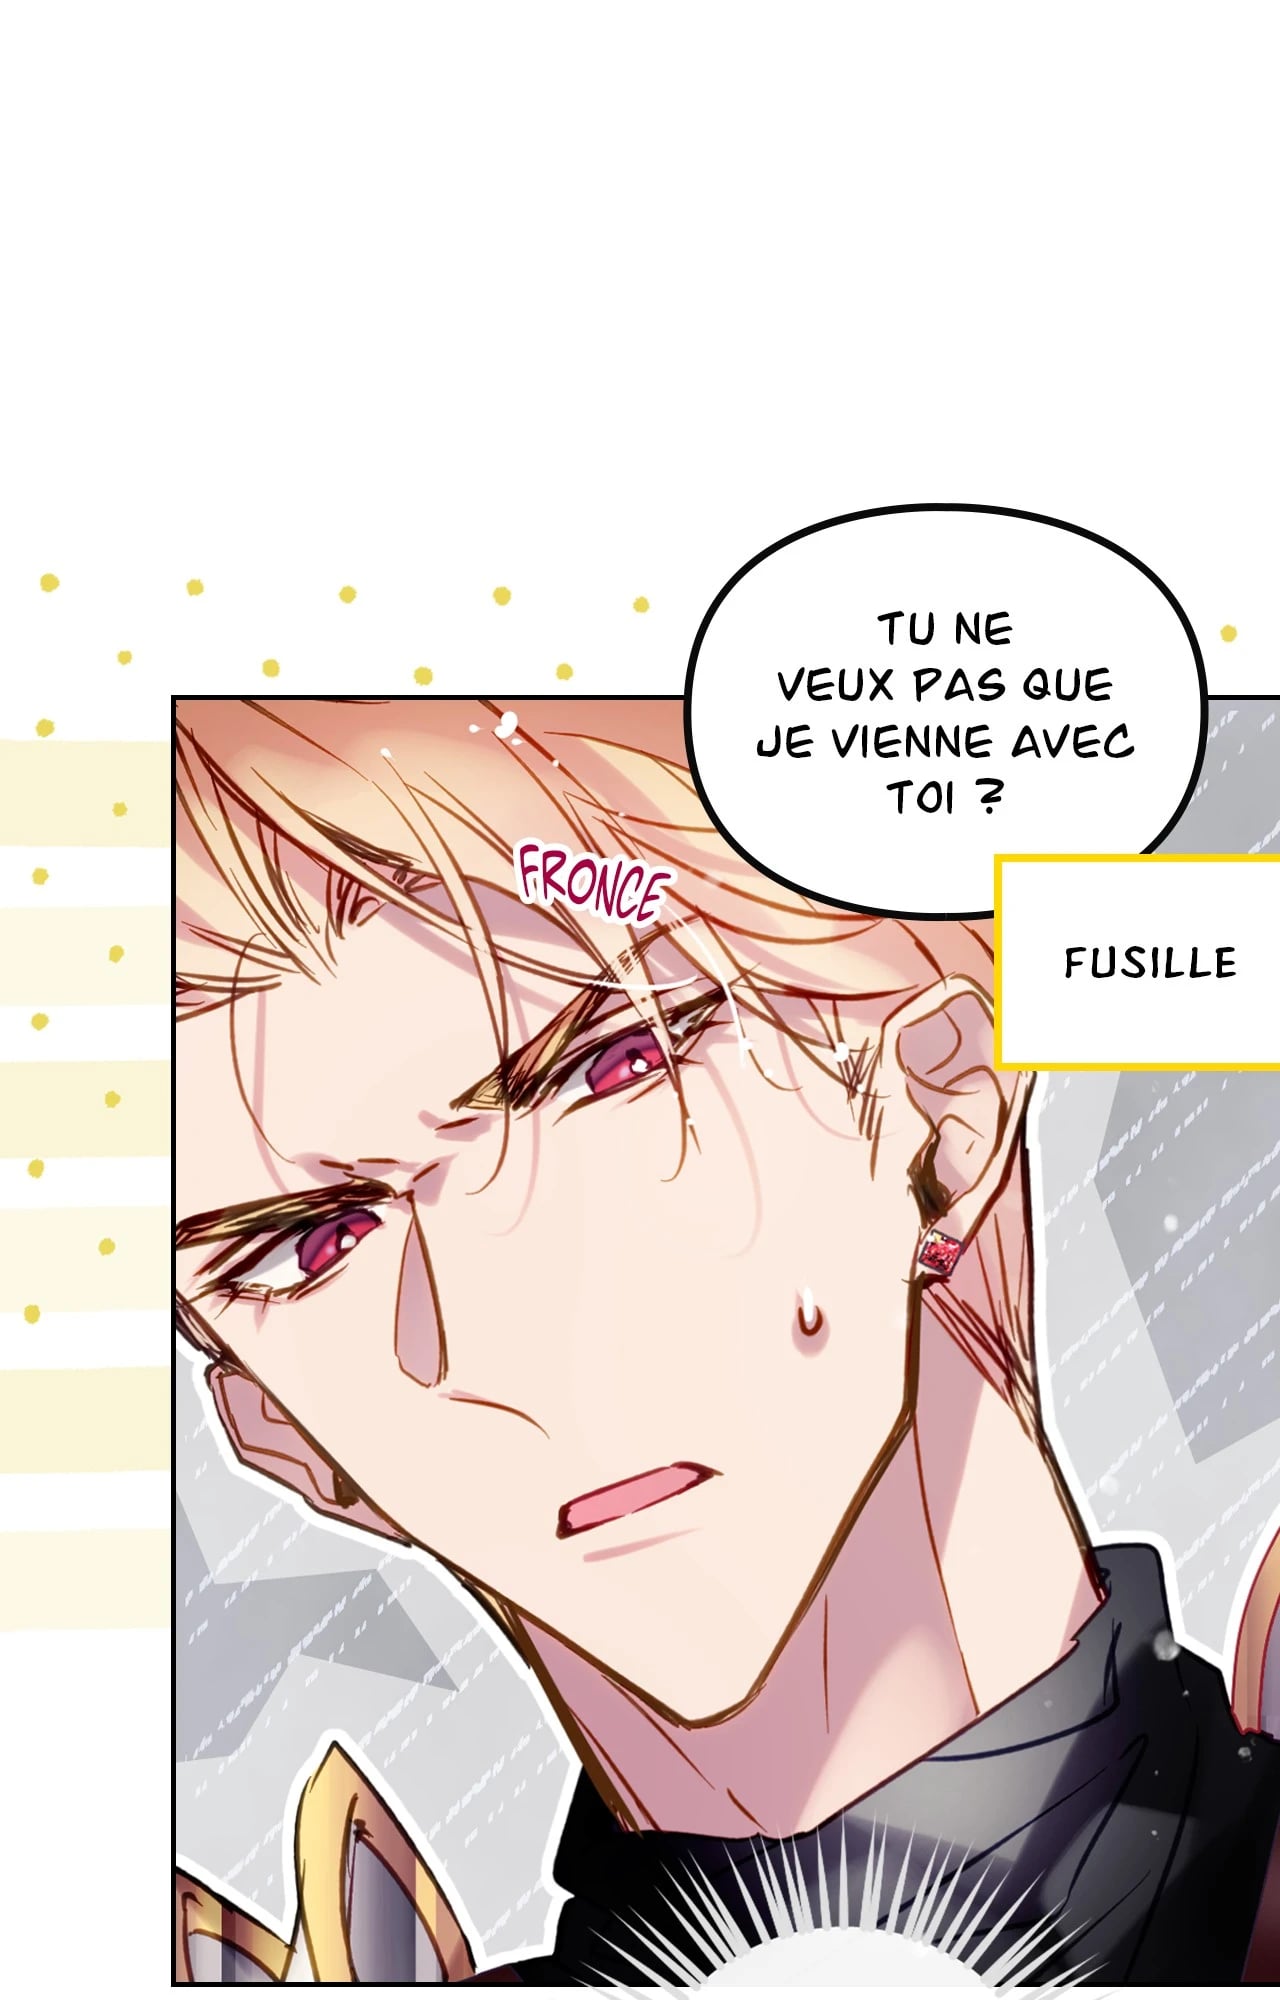 TU NE
VEUX PAS QUE
JE VIENNE AVEC
TOI ?
FRONCE
FUSILLE